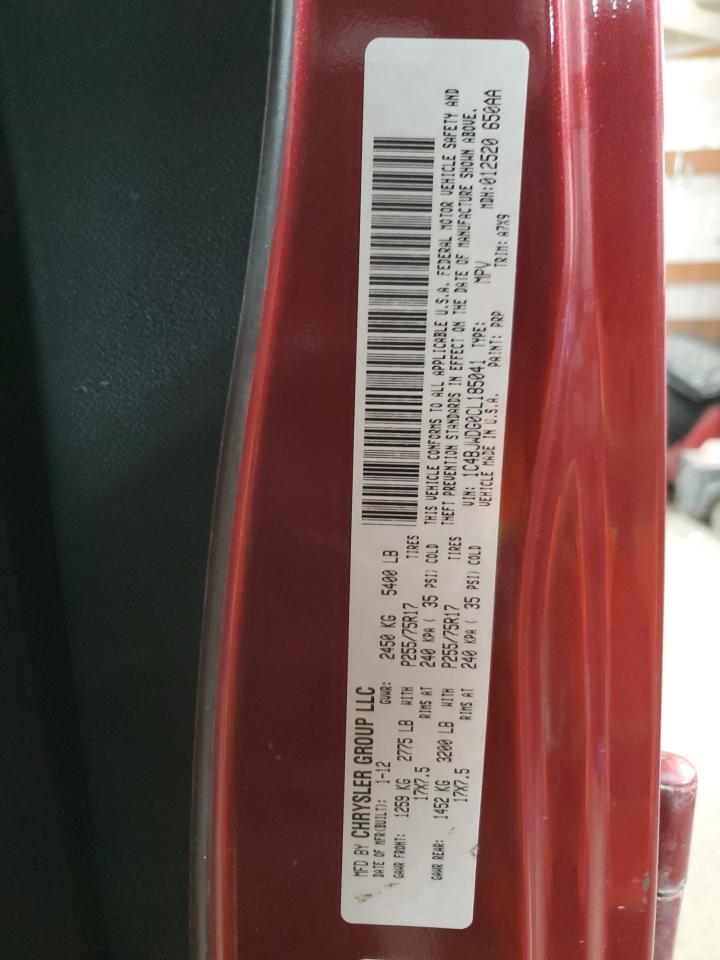 MFD BY CHRYSLER GROUP LLC
DATE OF MFR(BUILT): 1-12 GVWR: 2450 KG 5400 LB
GAWR FRONT: 1259 KG 2775 LB WITH P255/75R17 TIRES
17X7.5 RIMS AT 240 KPA ( 35 PSI) COLD
GAWR REAR: 1452 KG 3200 LB WITH P255/75R17 TIRES
17X7.5 RIMS AT 240 KPA ( 35 PSI) COLD
THIS VEHICLE CONFORMS TO ALL APPLICABLE U.S.A. FEDERAL MOTOR VEHICLE SAFETY AND
THEFT PREVENTION STANDARDS IN EFFECT ON THE DATE OF MANUFACTURE SHOWN ABOVE.
VIN: 1C4BJWDG0CL185041 TYPE: MPV MDH:012520 650AA
VEHICLE MADE IN U.S.A. PAINT: PRP TRIM: A7X9